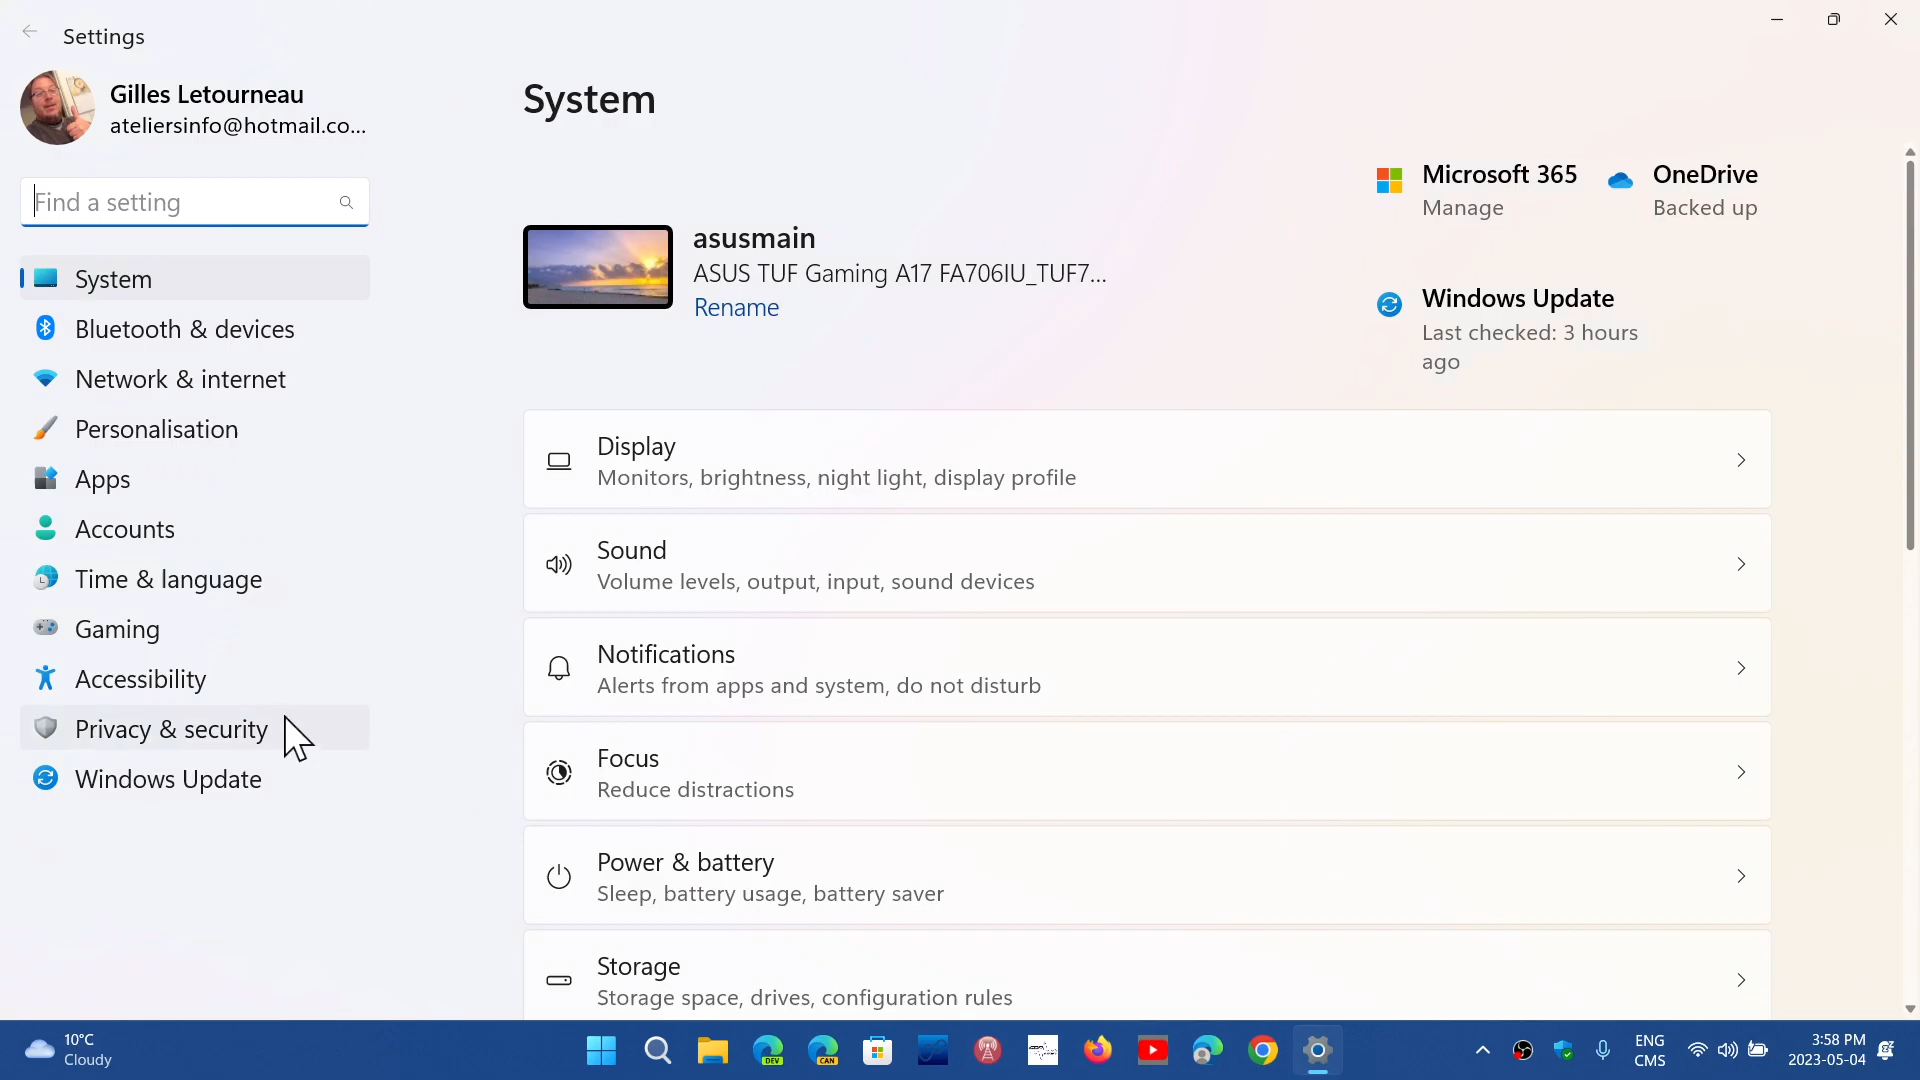 Settings
Gilles Letourneau
ateliersinfo@hotmail.co...
Find a setting
System
Bluetooth & devices
Network & internet
Personalisation
Apps
Accounts
Time & language
Gaming
Accessibility
Privacy & security
Windows Update
System
asusmain
ASUS TUF Gaming A17 FA706IU_TUF7...
Rename
Microsoft 365
Manage
OneDrive
Backed up
Windows Update
Last checked: 3 hours
ago
Display
Monitors, brightness, night light, display profile
Sound
Volume levels, output, input, sound devices
Notifications
Alerts from apps and system, do not disturb
Focus
Reduce distractions
Power & battery
Sleep, battery usage, battery saver
Storage
Storage space, drives, configuration rules
10°C
Cloudy
DEV
CAN
ENG
CMS
3:58 PM
2023-05-04